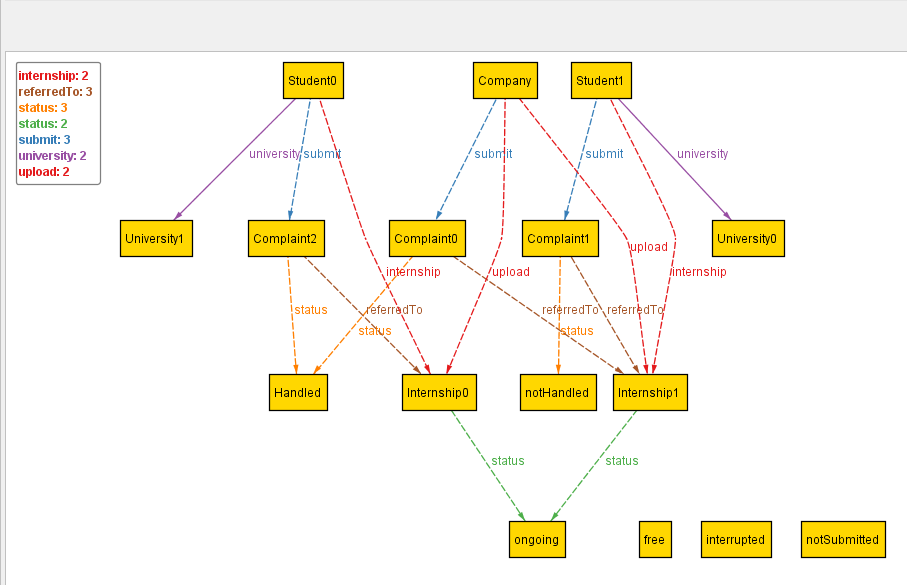 internship: 2
referredTo: 3
status: 3
status: 2
submit: 3
university: 2
upload: 2
Student0
Company
Student1
university
submit
submit
submit
university
University1
Complaint2
Complaint0
Complaint1
University0
upload
internship
upload
internship
status
referredTo
referredTo
referredTo
status
status
Handled
Internship0
notHandled
Internship1
status
status
ongoing
free
interrupted
notSubmitted